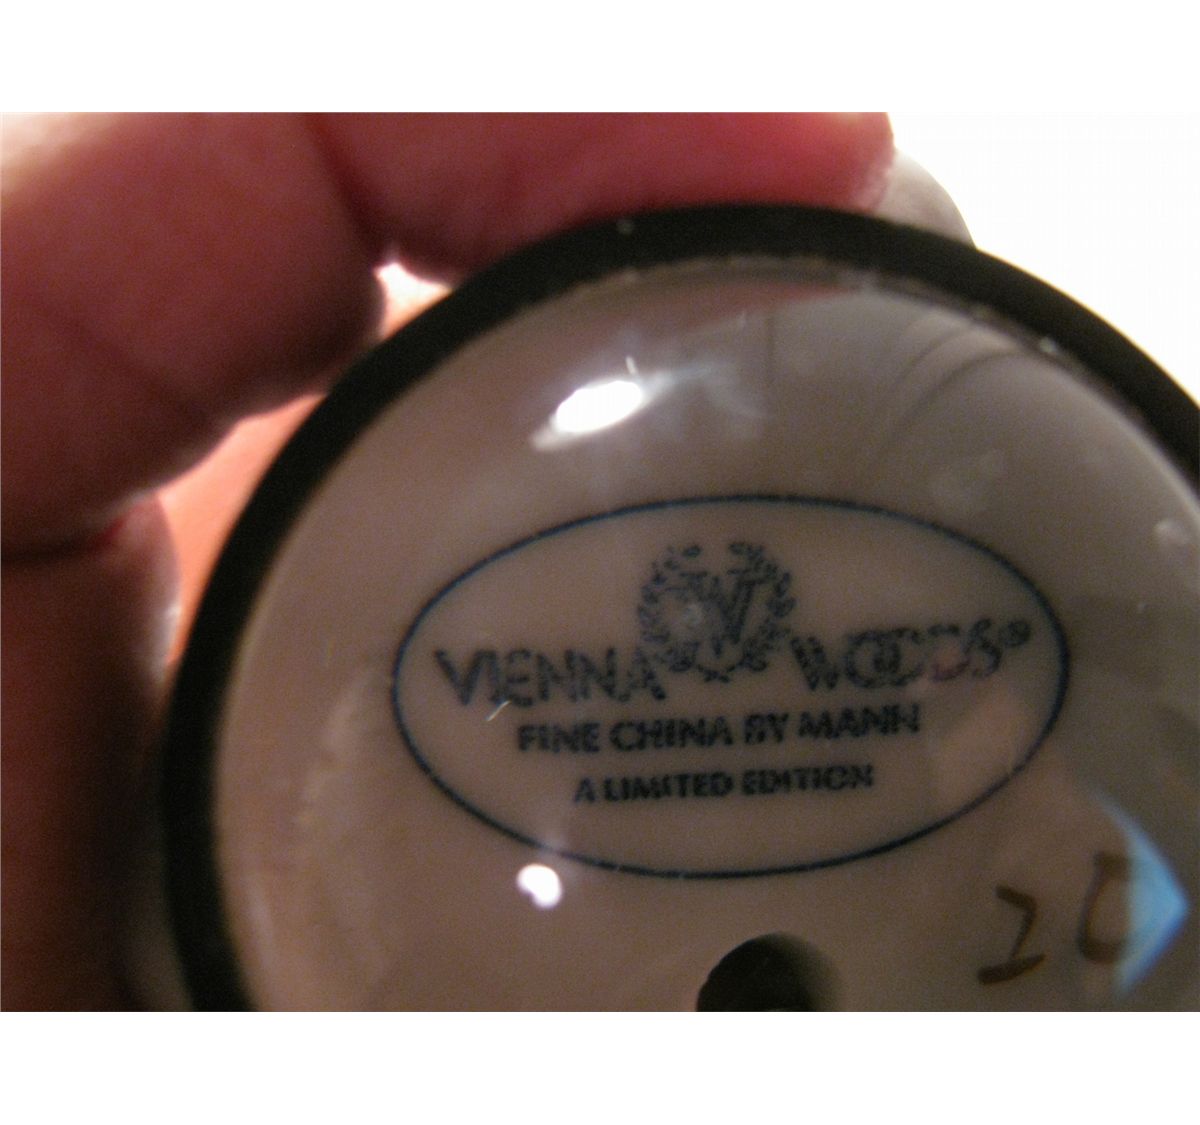 VIENNA WOODS®
FINE CHINA BY MANN
A LIMITED EDITION
20